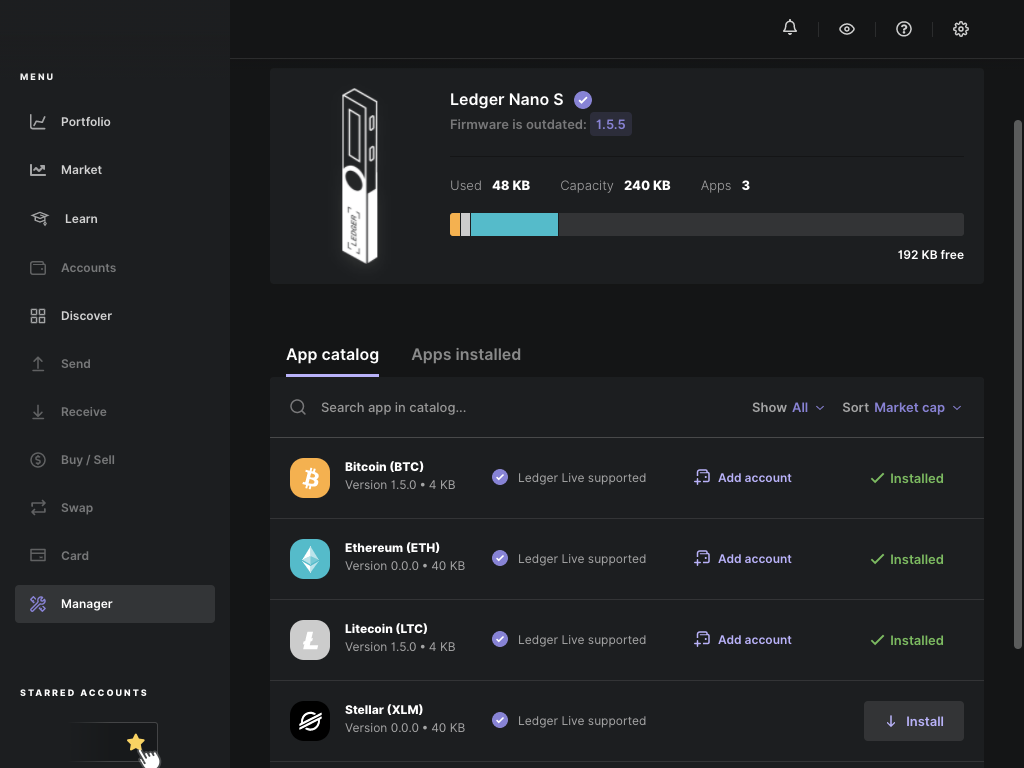 MENU
Portfolio
Market
Learn
Accounts
Discover
Send
Receive
Buy / Sell
Swap
Card
Manager
STARRED ACCOUNTS
LEDGER
Ledger Nano S
Firmware is outdated: 1.5.5
Used 48 KB Capacity 240 KB Apps 3
192 KB free
App catalog Apps installed
Search app in catalog... Show All Sort Market cap
Bitcoin (BTC)
Version 1.5.0 • 4 KB
Ledger Live supported Add account Installed
Ethereum (ETH)
Version 0.0.0 • 40 KB
Ledger Live supported Add account Installed
Litecoin (LTC)
Version 1.5.0 • 4 KB
Ledger Live supported Add account Installed
Stellar (XLM)
Version 0.0.0 • 40 KB
Ledger Live supported Install